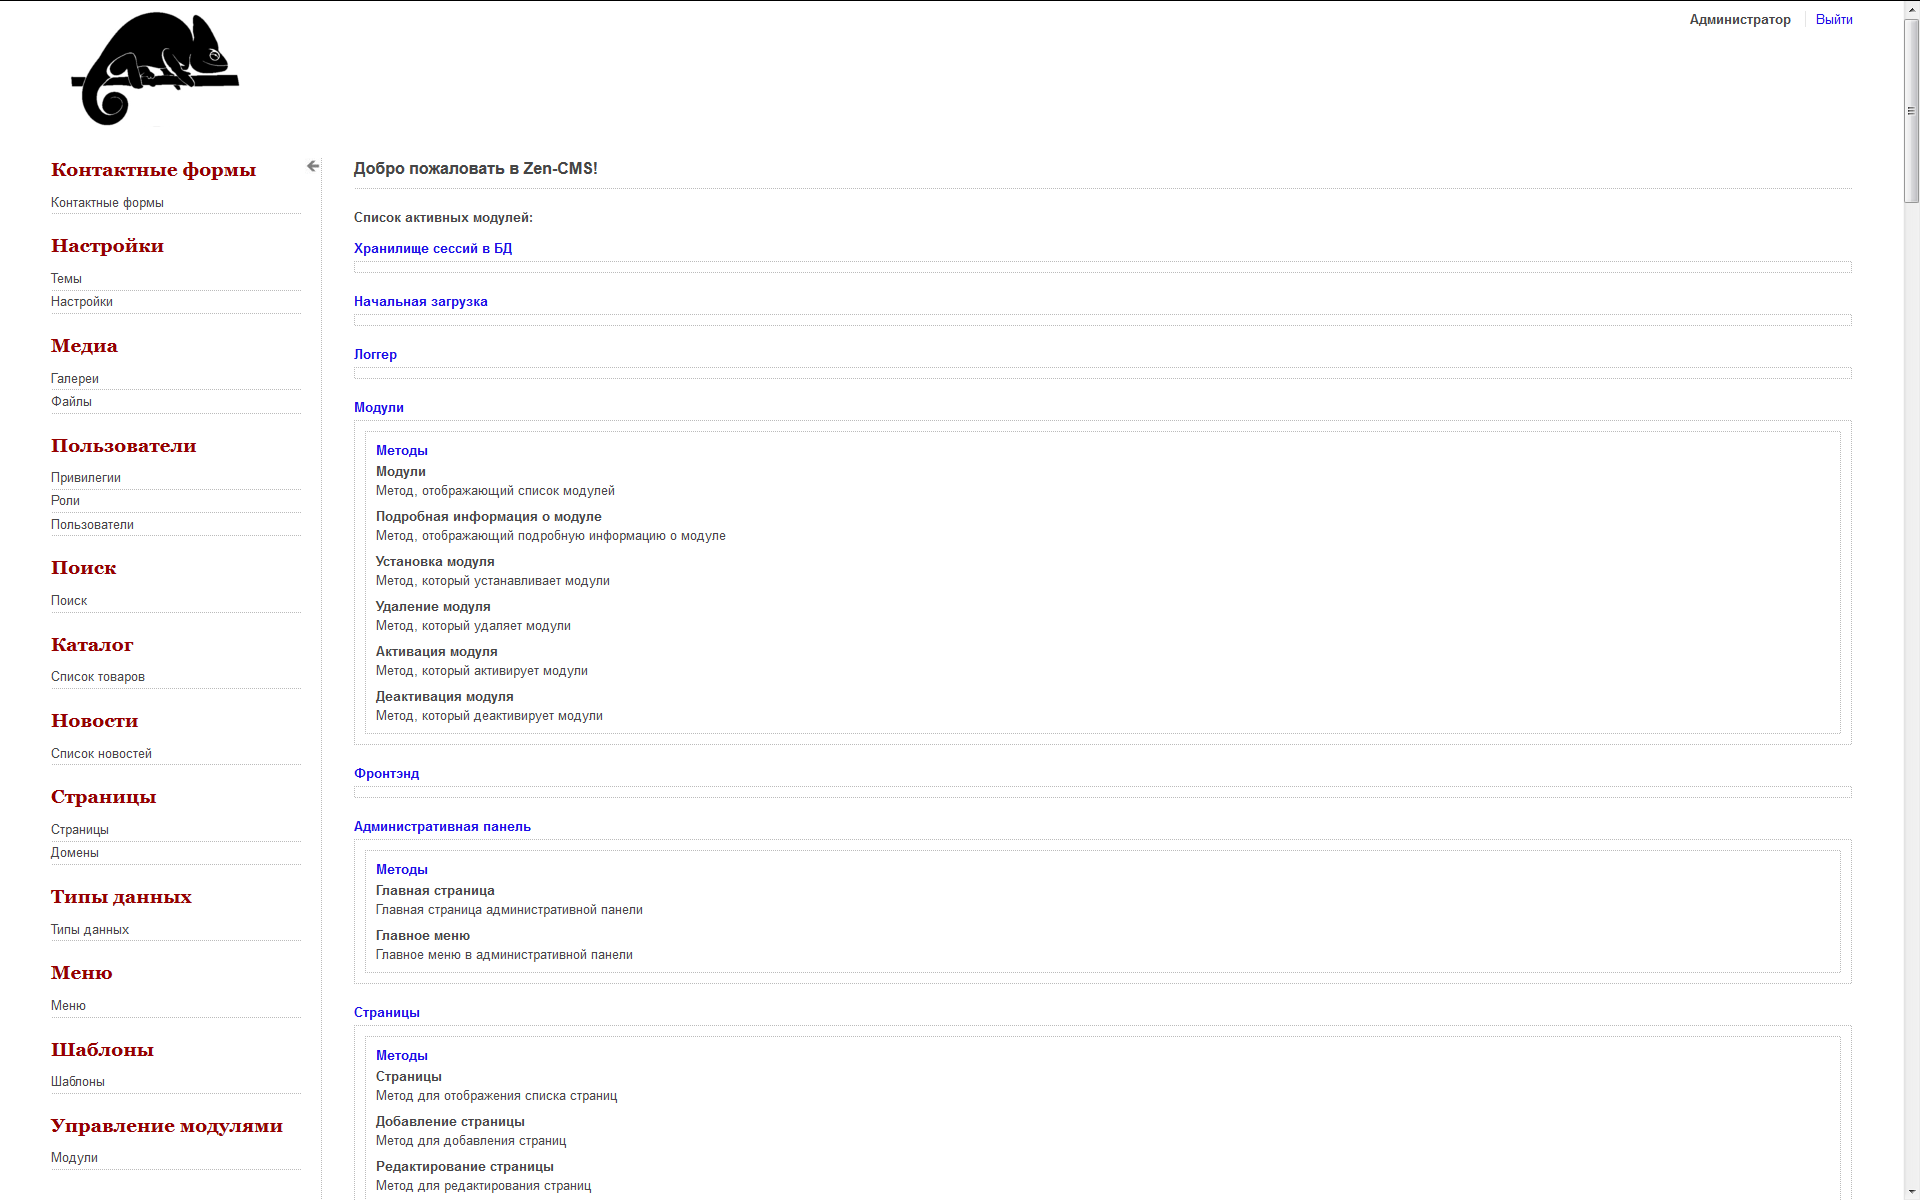 Администратор
Выйти
Контактные формы
Контактные формы
Настройки
Темы
Настройки
Медиа
Галереи
Файлы
Пользователи
Привилегии
Роли
Пользователи
Поиск
Поиск
Каталог
Список товаров
Новости
Список новостей
Страницы
Страницы
Домены
Типы данных
Типы данных
Меню
Меню
Шаблоны
Шаблоны
Управление модулями
Модули
Добро пожаловать в Zen-CMS!
Список активных модулей:
Хранилище сессий в БД
Начальная загрузка
Логгер
Модули
Методы
Модули
Метод, отображающий список модулей
Подробная информация о модуле
Метод, отображающий подробную информацию о модуле
Установка модуля
Метод, который устанавливает модули
Удаление модуля
Метод, который удаляет модули
Активация модуля
Метод, который активирует модули
Деактивация модуля
Метод, который деактивирует модули
Фронтэнд
Административная панель
Методы
Главная страница
Главная страница административной панели
Главное меню
Главное меню в административной панели
Страницы
Методы
Страницы
Метод для отображения списка страниц
Добавление страницы
Метод для добавления страниц
Редактирование страницы
Метод для редактирования страниц